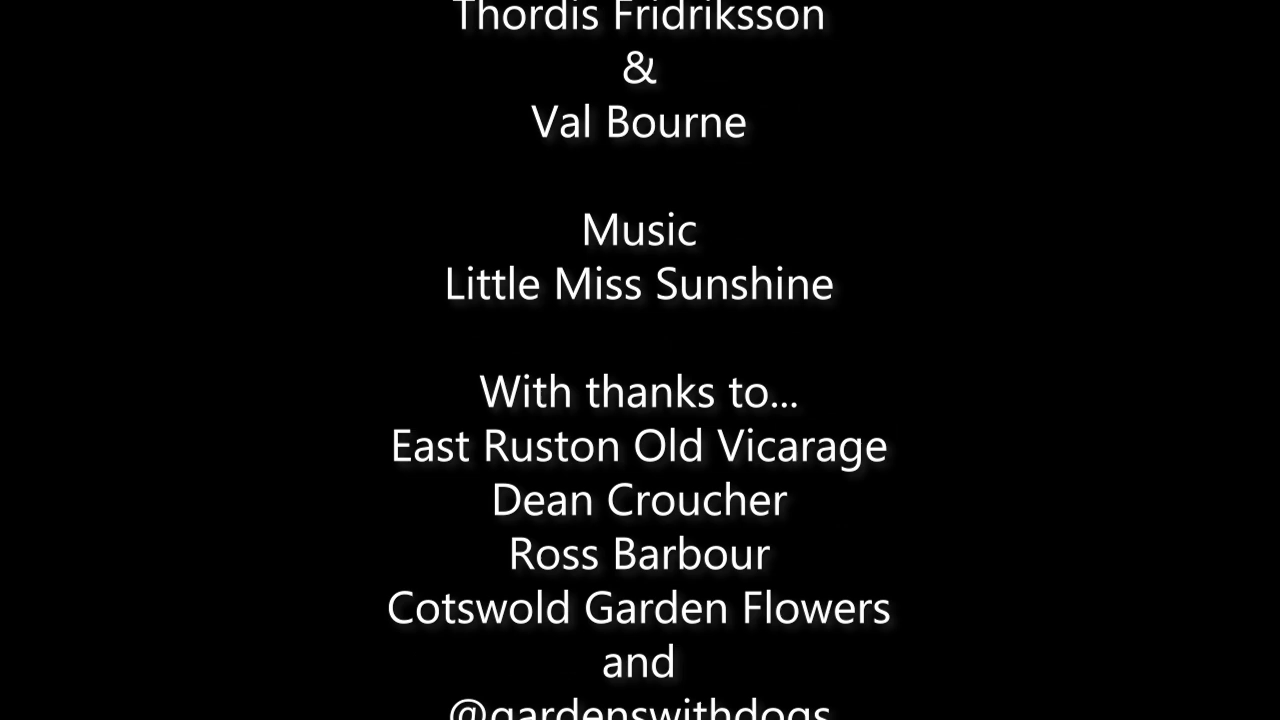 Thordis Fridriksson
&
Val Bourne
Music
Little Miss Sunshine
With thanks to...
East Ruston Old Vicarage
Dean Croucher
Ross Barbour
Cotswold Garden Flowers
and
@gardenswithdogs